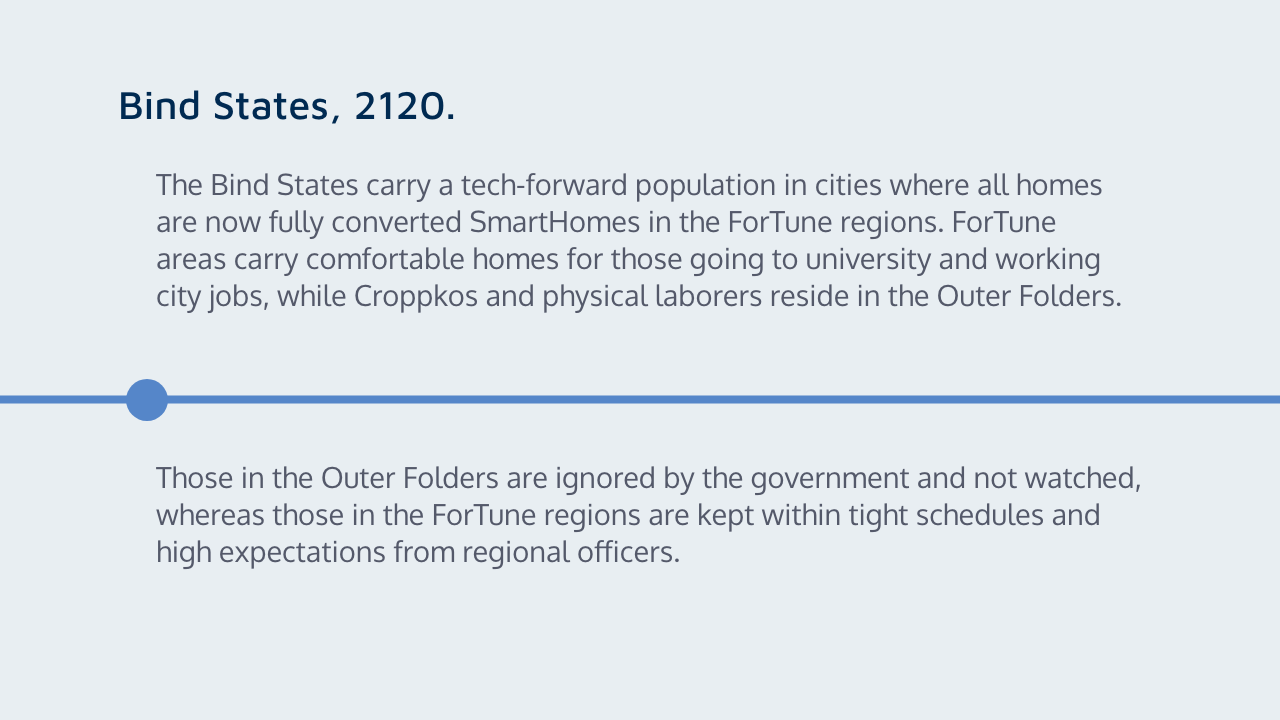 Bind States, 2120.
The Bind States carry a tech-forward population in cities where all homes
are now fully converted SmartHomes in the ForTune regions. ForTune
areas carry comfortable homes for those going to university and working
city jobs, while Croppkos and physical laborers reside in the Outer Folders.
Those in the Outer Folders are ignored by the government and not watched,
whereas those in the ForTune regions are kept within tight schedules and
high expectations from regional officers.